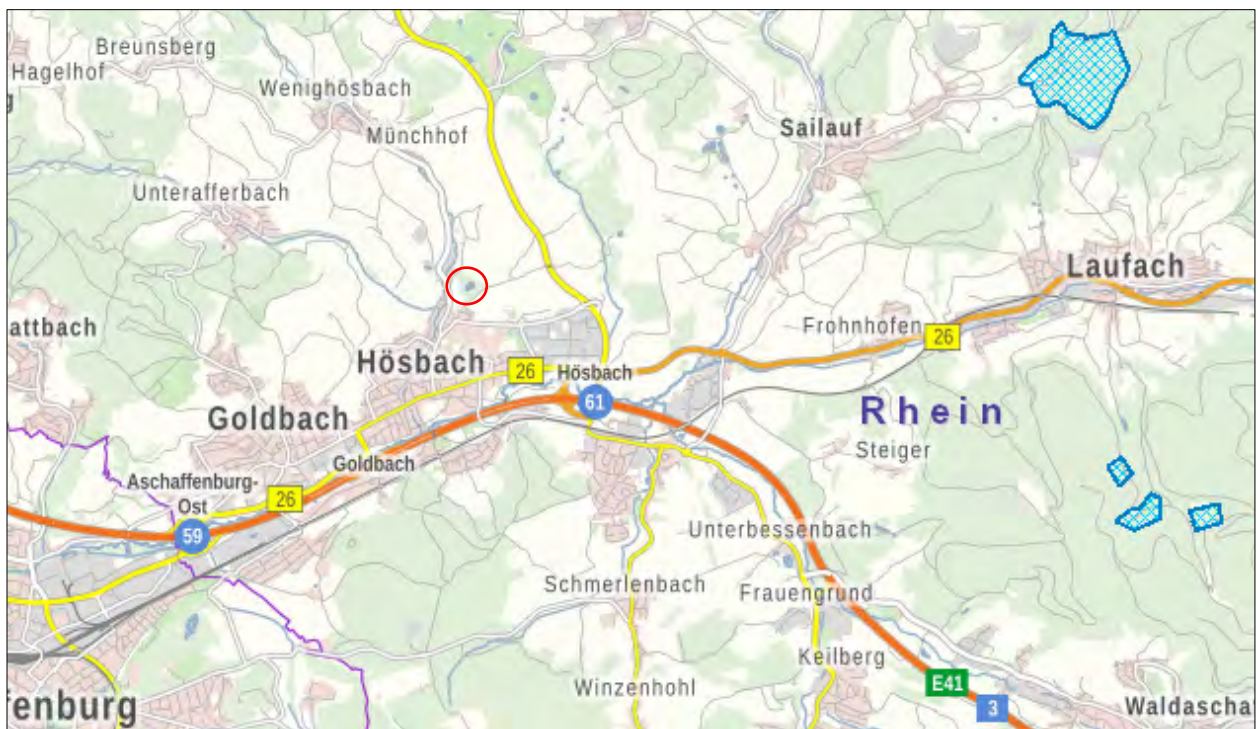 Breunsberg
Hagelhof
Wenighösbach
Münchhof
Sailauf
Unterafferbach
Laufach
attbach
Frohnhofen
26
Hösbach
26
Hösbach
61
Rhein
Goldbach
Steiger
Goldbach
Aschaffenburg-
Ost
26
59
Unterbessenbach
Schmerlenbach
Frauengrund
Keilberg
Winzenhohl
E41
3
fenburg
Waldascha